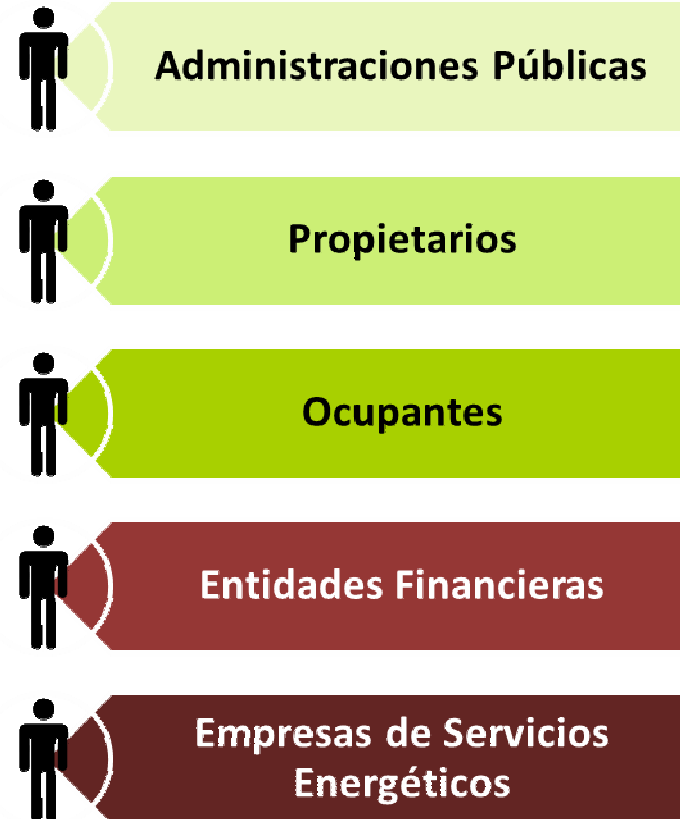 Administraciones Públicas
Propietarios
Ocupantes
Entidades Financieras
Empresas de Servicios
Energéticos